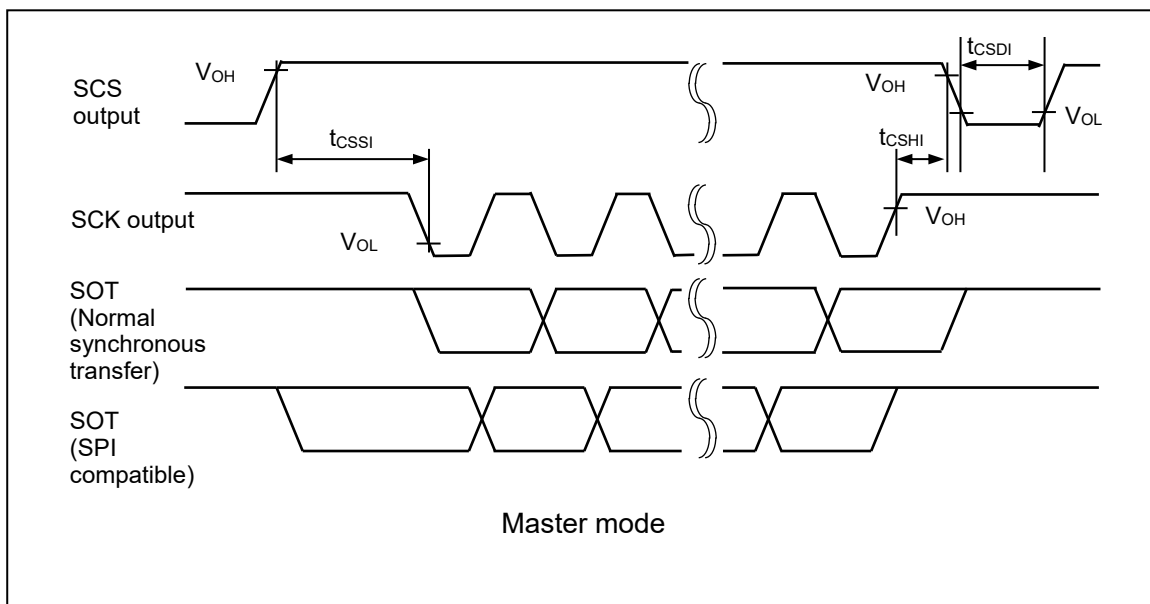 tCSDI
VOH
SCS
output
VOH
VOL
tCSSI
tCSHI
SCK output
VOL
VOH
SOT
(Normal
synchronous
transfer)
SOT
(SPI
compatible)
Master mode